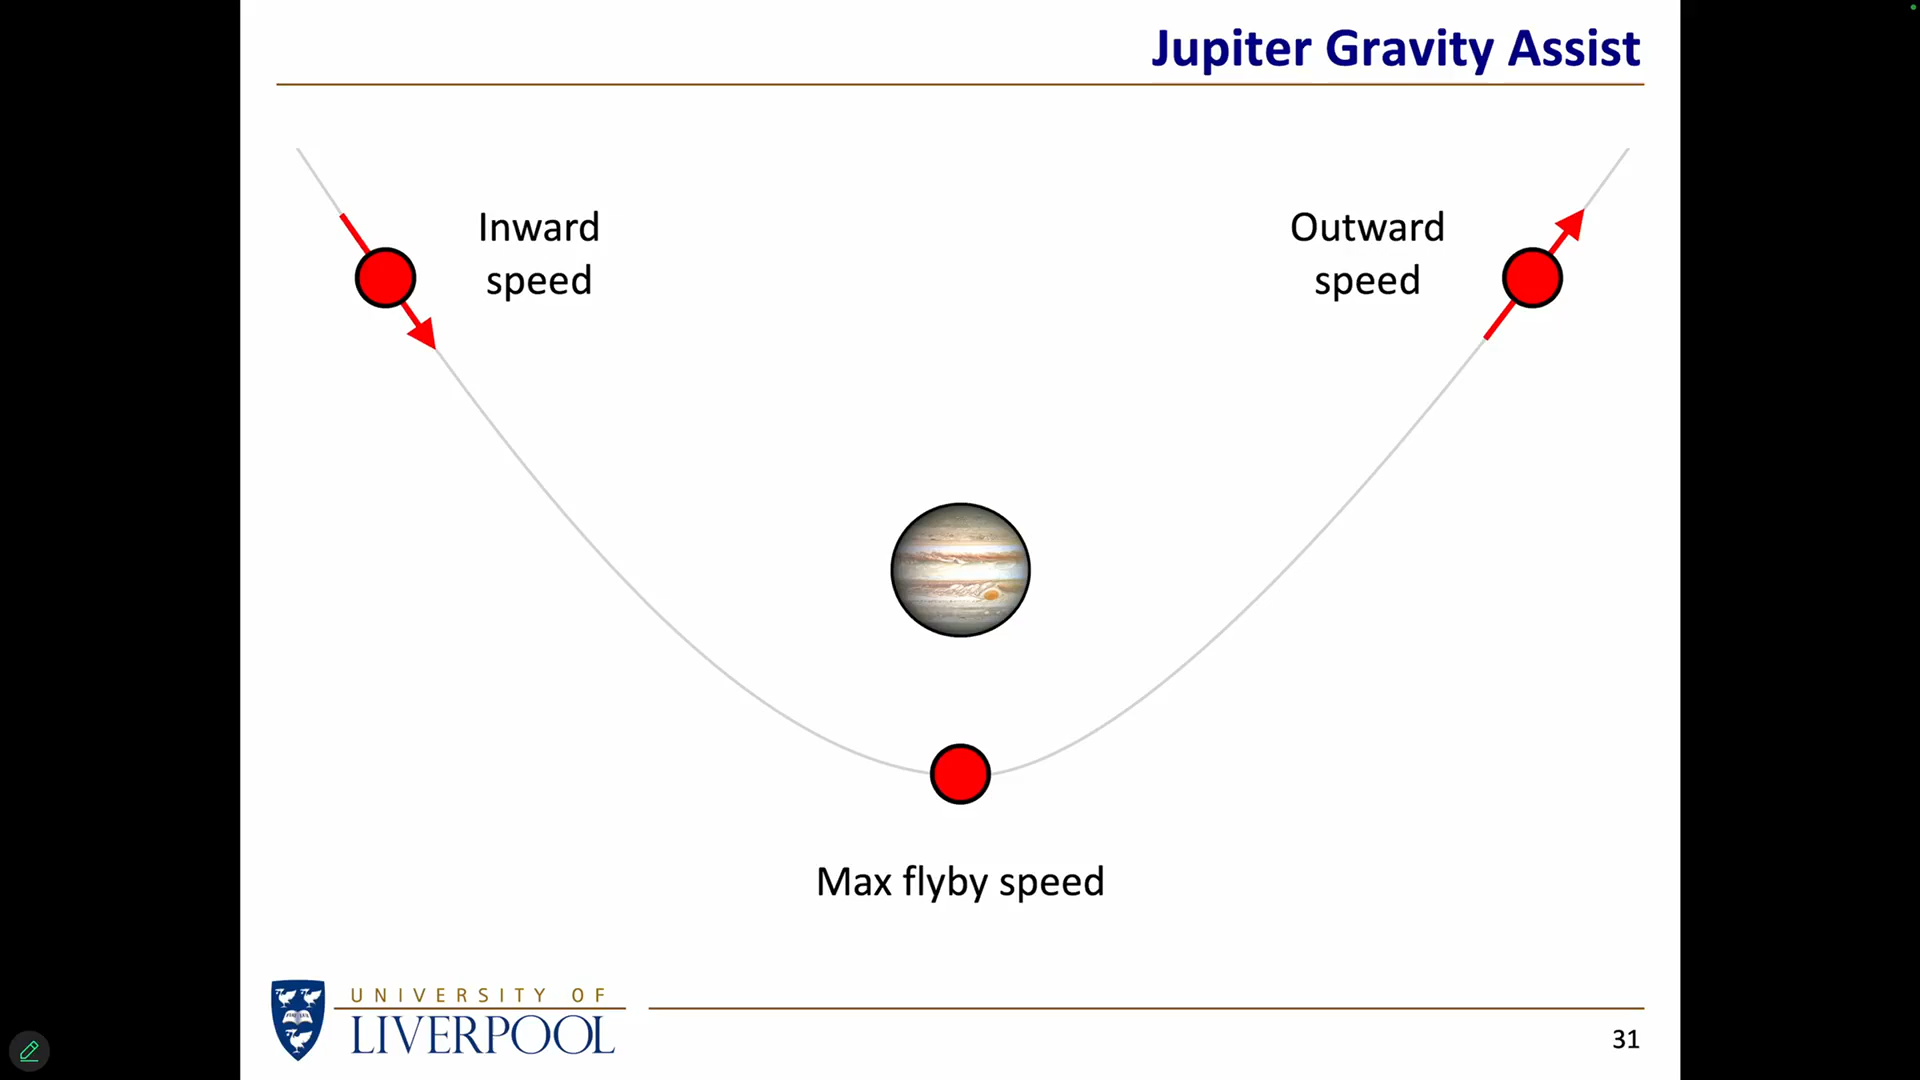 Jupiter Gravity Assist
Inward
speed
Outward
speed
Max flyby speed
UNIVERSITY OF
LIVERPOOL
31